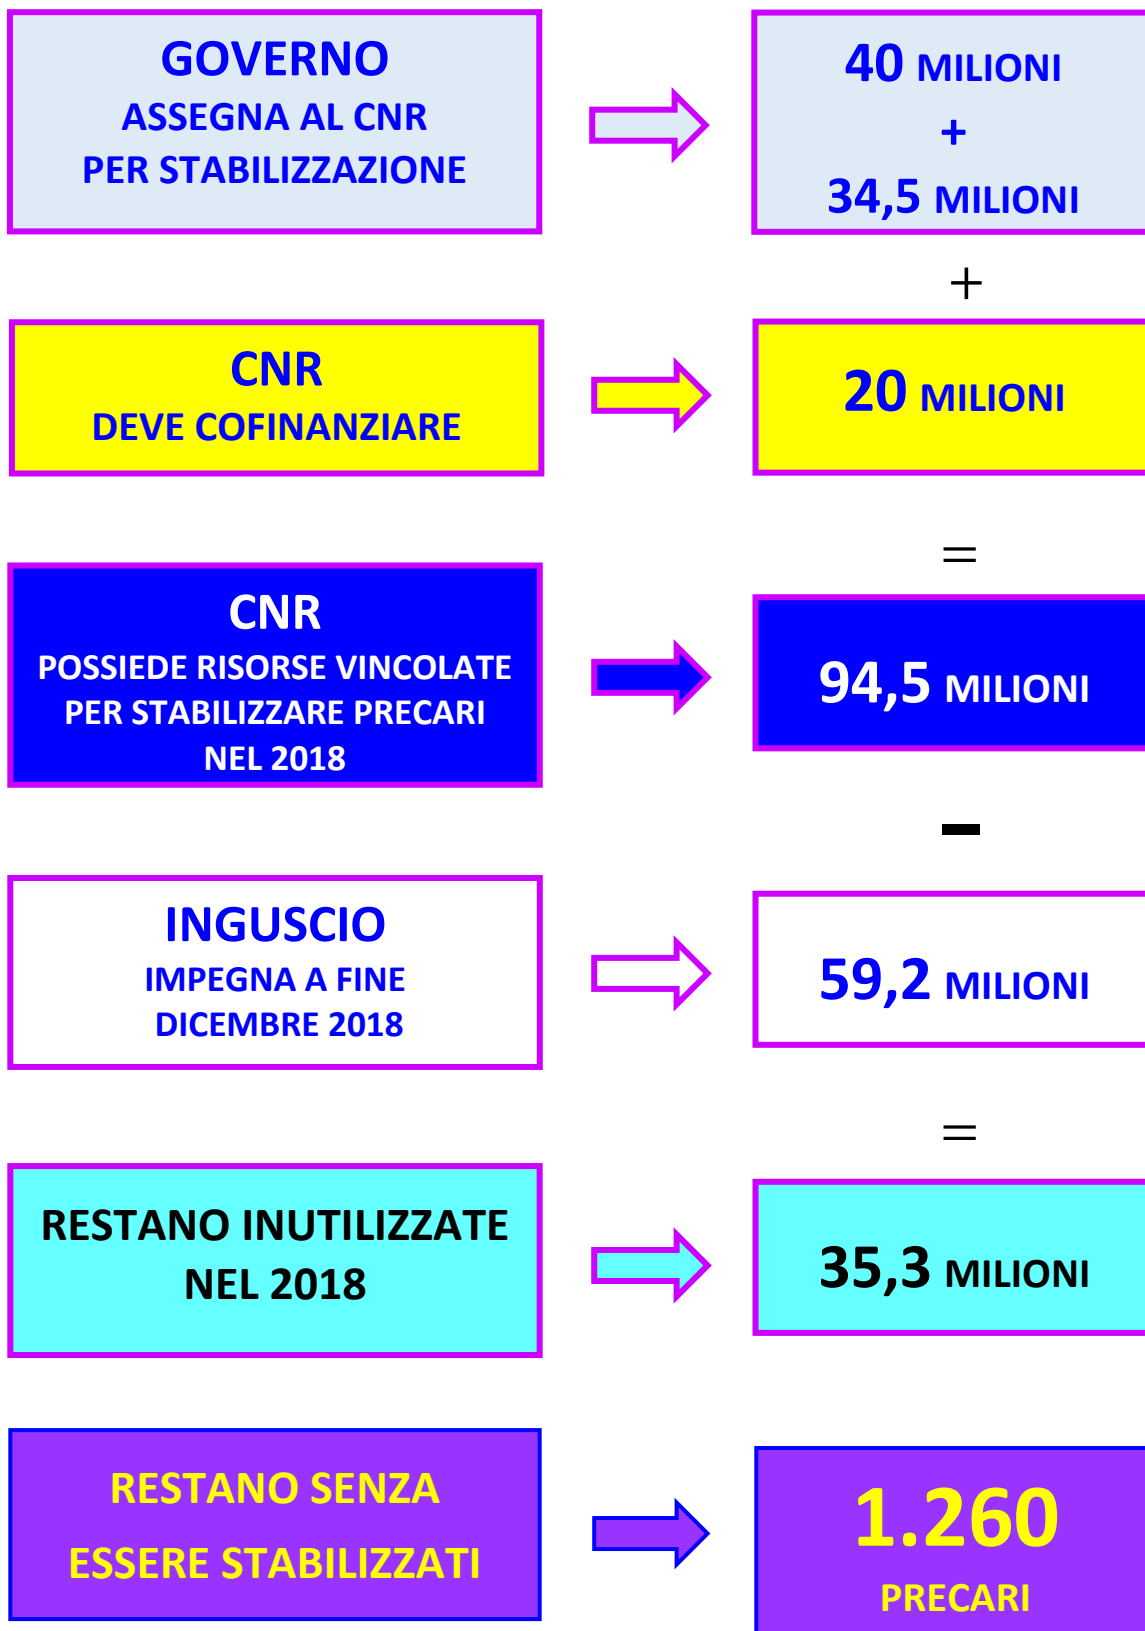 GOVERNO
ASSEGNA AL CNR
PER STABILIZZAZIONE
40 MILIONI
+
34,5 MILIONI
+
CNR
DEVE COFINANZIARE
20 MILIONI
=
CNR
POSSIEDE RISORSE VINCOLATE
PER STABILIZZARE PRECARI
NEL 2018
94,5 MILIONI
-
INGUSCIO
IMPEGNA A FINE
DICEMBRE 2018
59,2 MILIONI
=
RESTANO INUTILIZZATE
NEL 2018
35,3 MILIONI
RESTANO SENZA
ESSERE STABILIZZATI
1.260
PRECARI